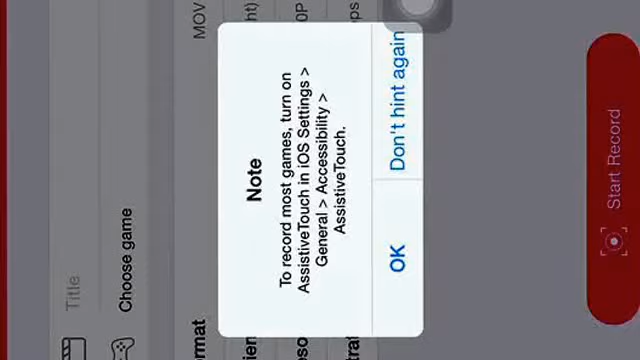 Title
Choose game
MOV
Note
To record most games, turn on
AssistiveTouch in iOS Settings >
General > Accessibility >
AssistiveTouch.
OK
Don't hint again
Start Record